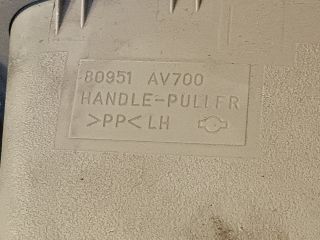 80951 AV700
HANDLE-PULLER
>PP< LH